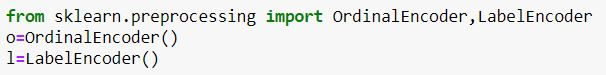 from sklearn.preprocessing import OrdinalEncoder,LabelEncoder
o=OrdinalEncoder()
l=LabelEncoder()